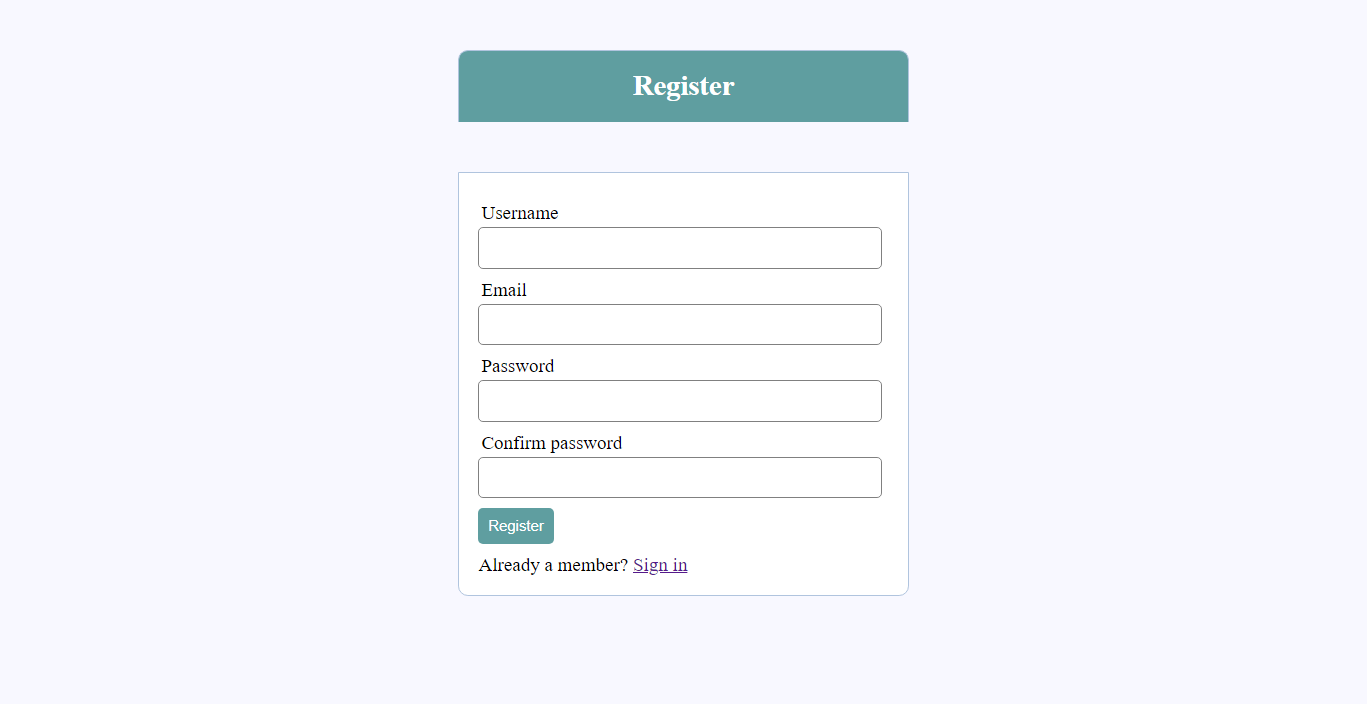 Register
Username
Email
Password
Confirm password
Register
Already a member? Sign in